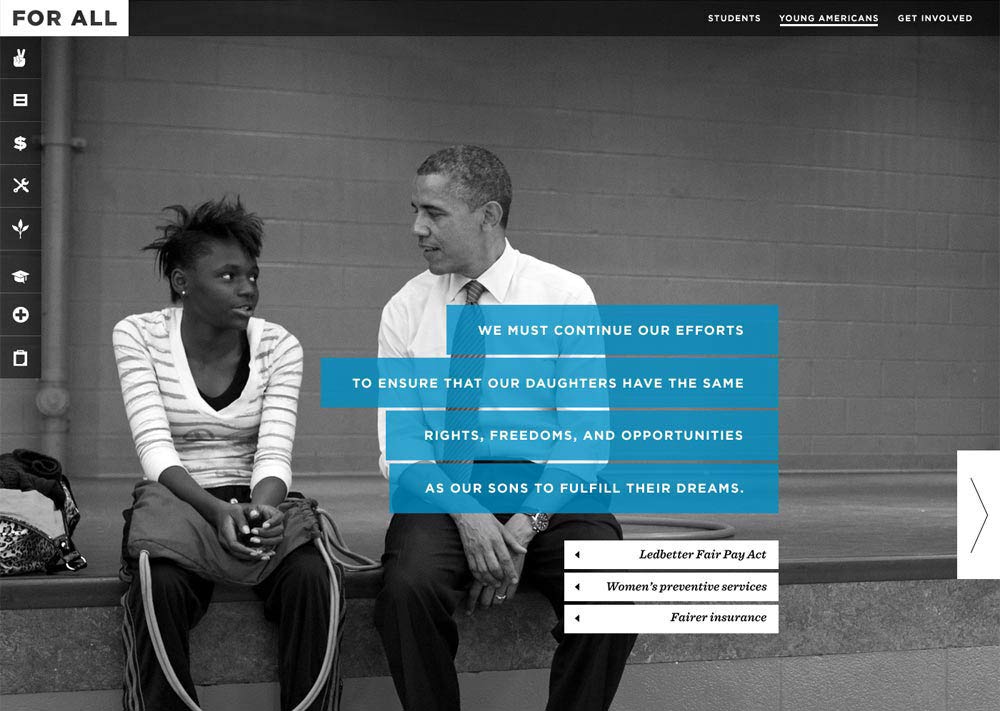 FOR ALL
STUDENTS YOUNG AMERICANS GET INVOLVED
$
WE MUST CONTINUE OUR EFFORTS
TO ENSURE THAT OUR DAUGHTERS HAVE THE SAME
RIGHTS, FREEDOMS, AND OPPORTUNITIES
AS OUR SONS TO FULFILL THEIR DREAMS.
Ledbetter Fair Pay Act
Women's preventive services
Fairer insurance